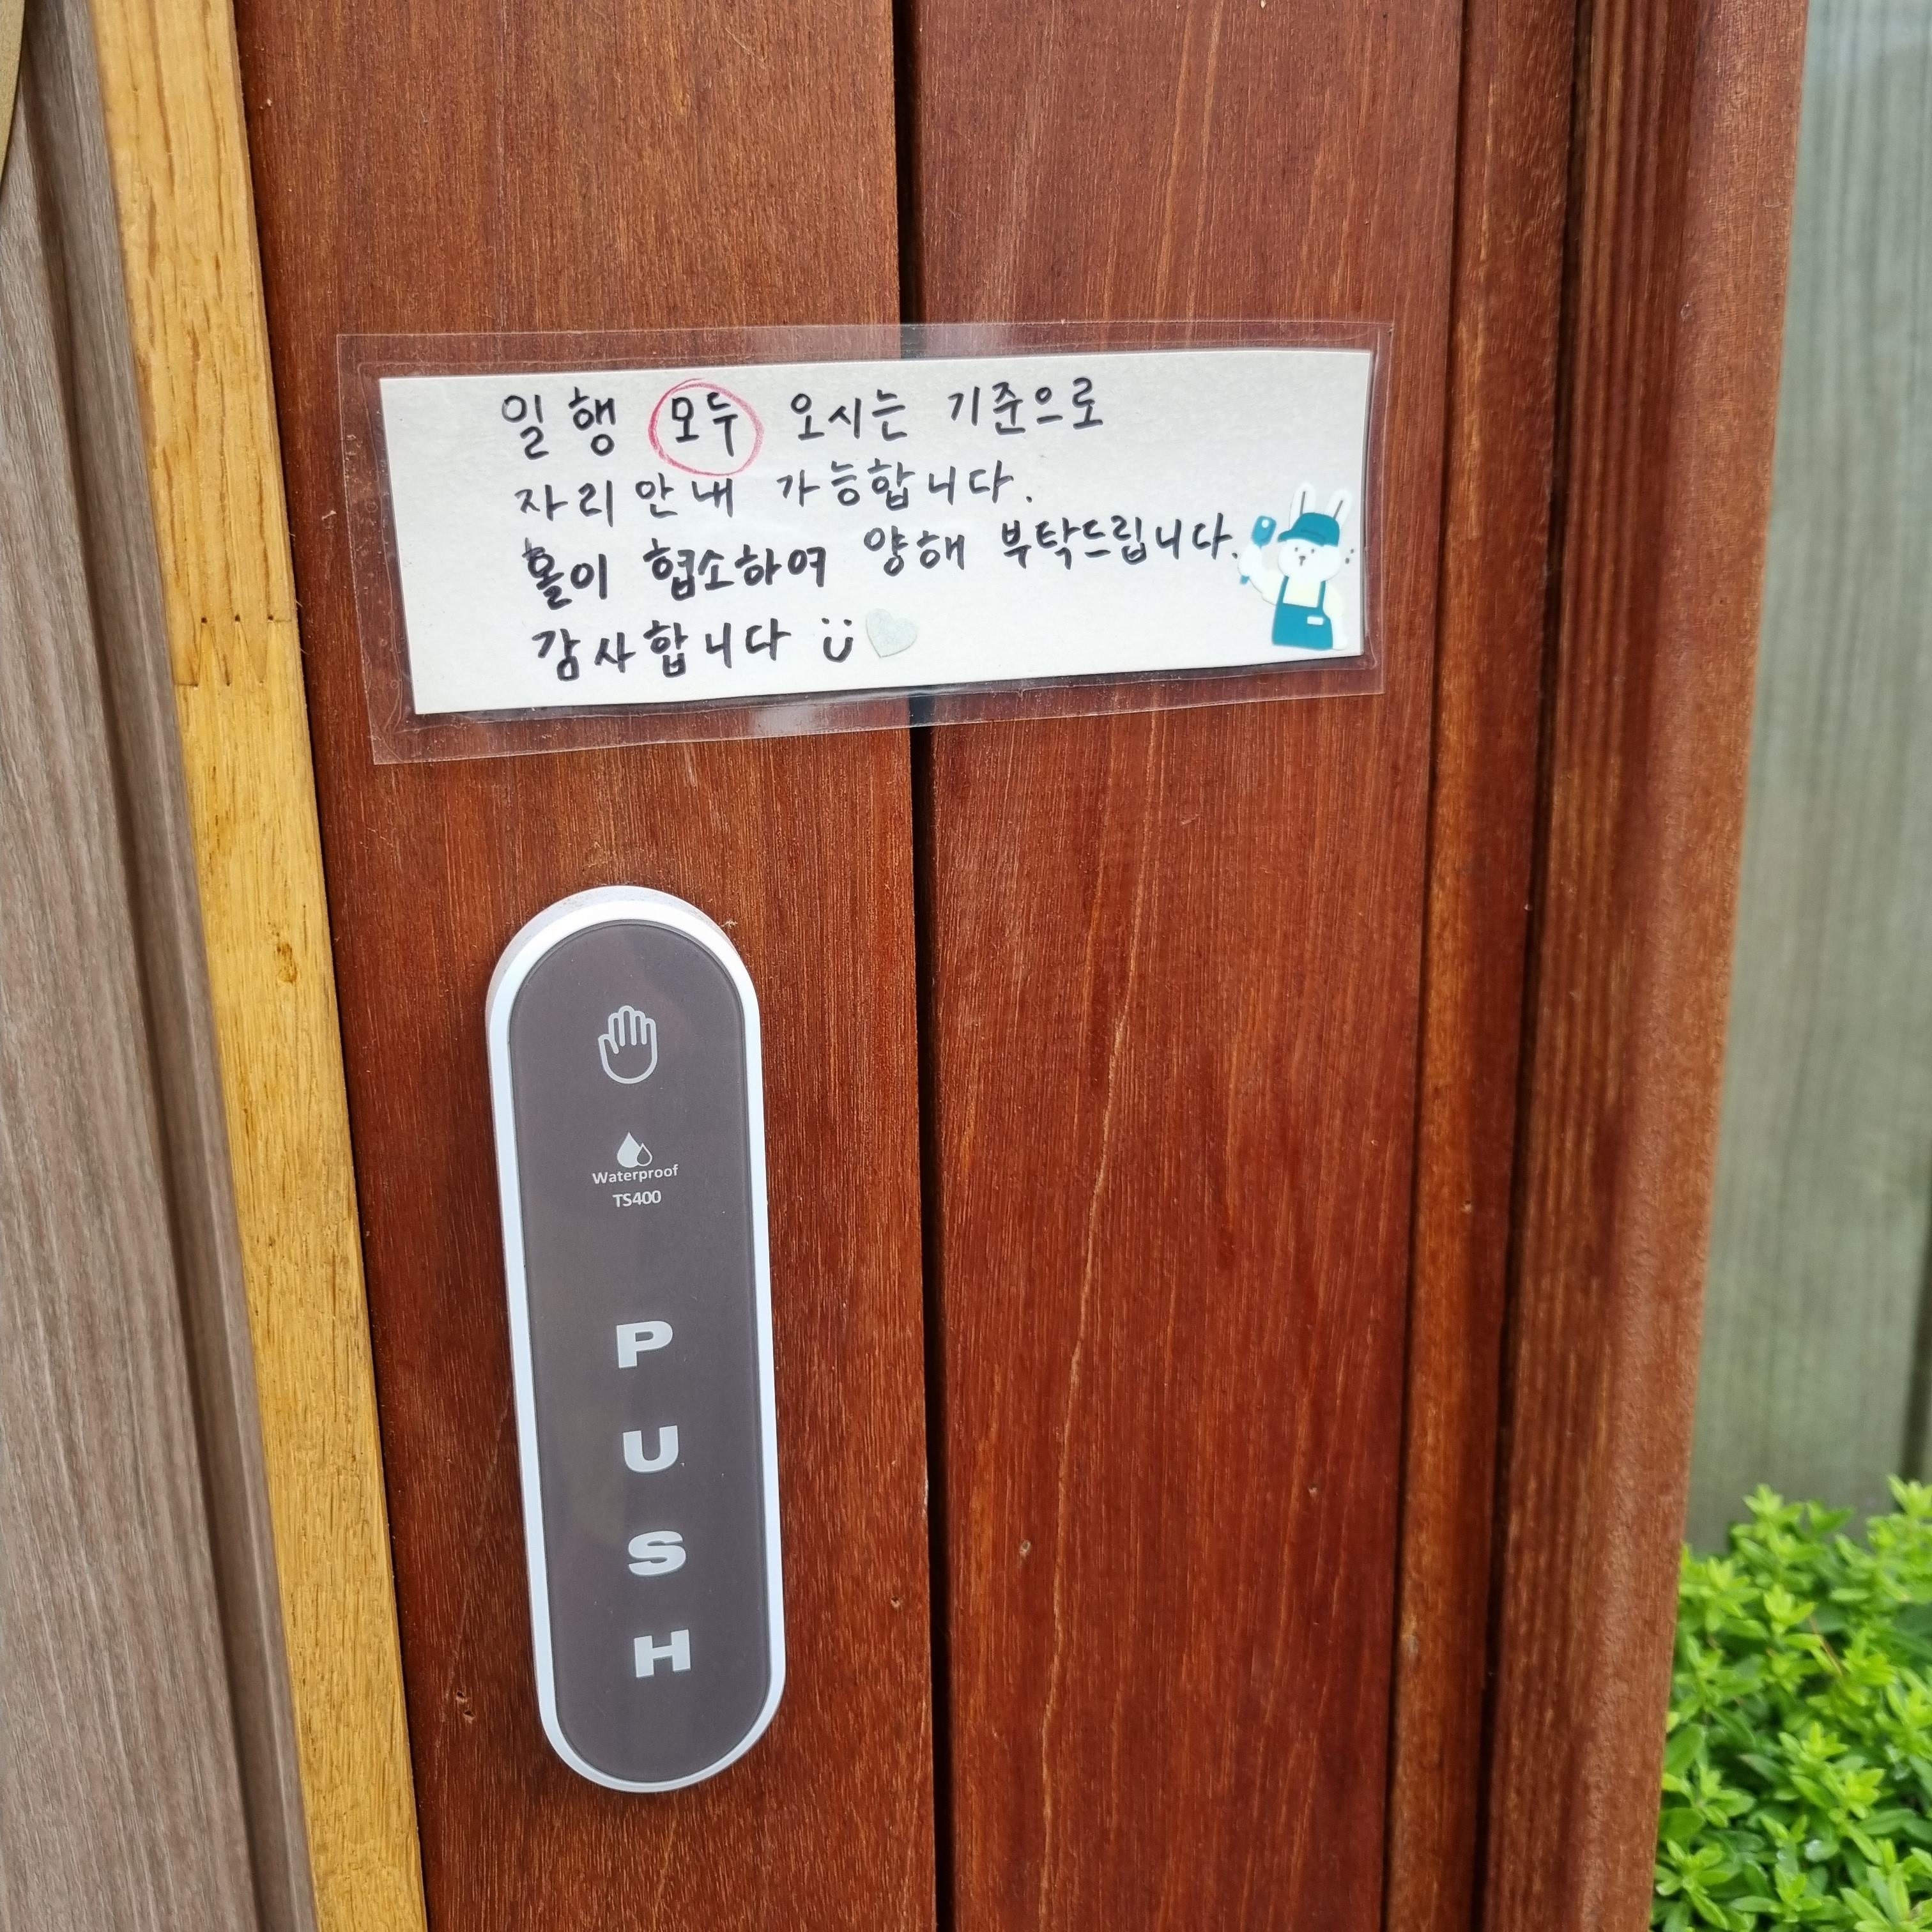 일행 모두 오시는 기준으로
자리 안내 가능합니다.
홀이 협소하여 양해 부탁드립니다.
감사합니다 :)
Waterproof
TS400
PUSH